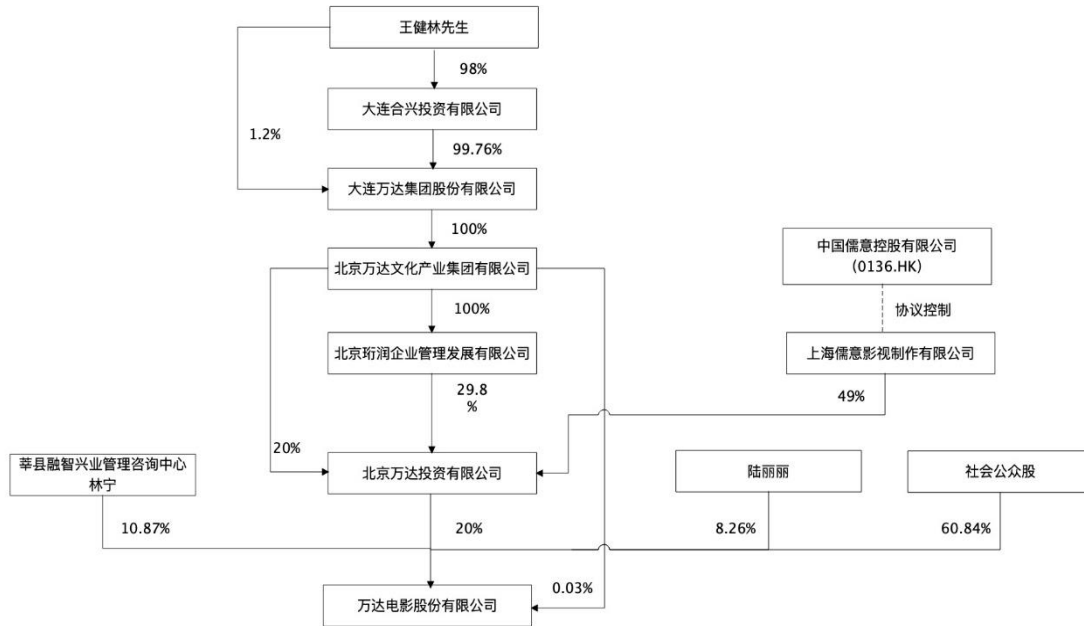 王健林先生
98%
大连合兴投资有限公司
1.2%
99.76%
大连万达集团股份有限公司
100%
中国儒意控股有限公司
(0136.HK)
北京万达文化产业集团有限公司
100%
协议控制
北京珩润企业管理发展有限公司
上海儒意影视制作有限公司
29.8
%
49%
20%
莘县融智兴业管理咨询中心
林宁
北京万达投资有限公司
陆丽丽
社会公众股
10.87%
20%
8.26%
60.84%
0.03%
万达电影股份有限公司